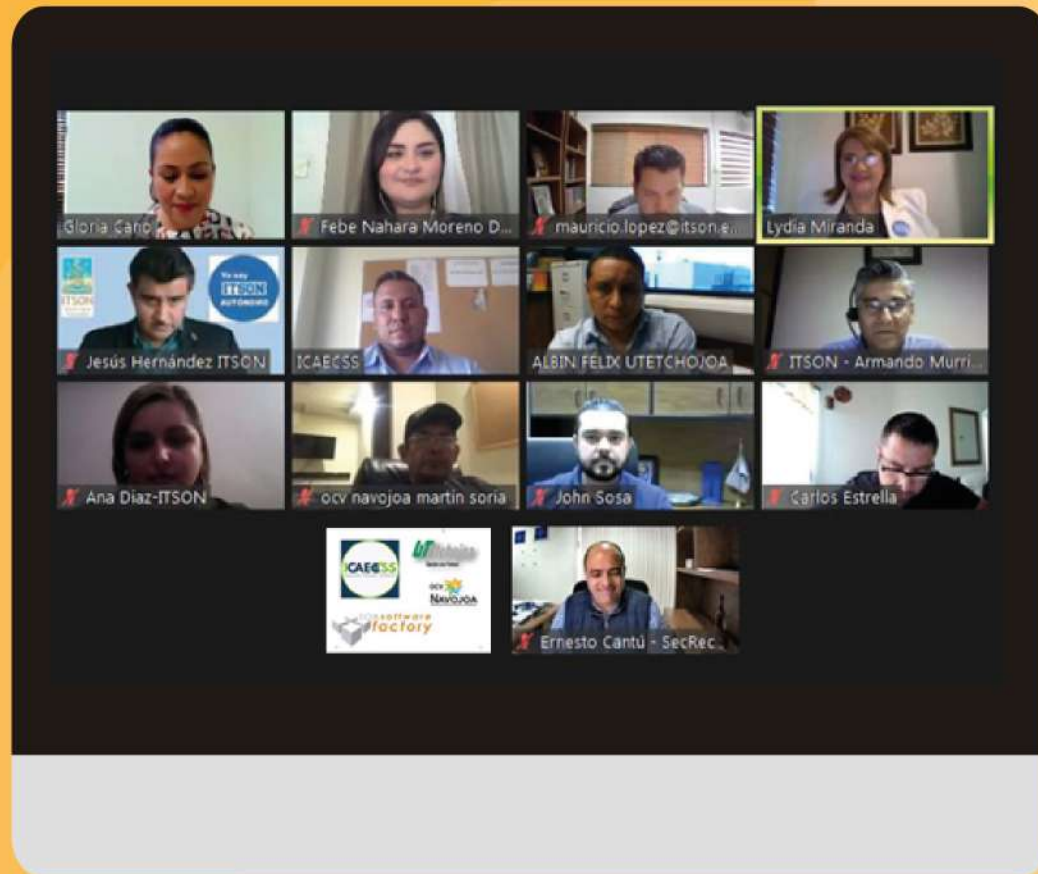 Gloria Cano
Febe Nahara Moreno D...
mauricio.lopez@itson.e...
Lydia Miranda
ITSON
Yo soy
ITSON
AUTÓNOMO
Jesús Hernández ITSON
ICAECSS
ALBIN FELIX UTETCHOJOA
ITSON - Armando Murri...
Ana Diaz-ITSON
ocv navojoa martin soria
John Sosa
Carlos Estrella
ICAECSS
UT
OCV
NAVOJOA
software
factory
Ernesto Cantú - SecRec...